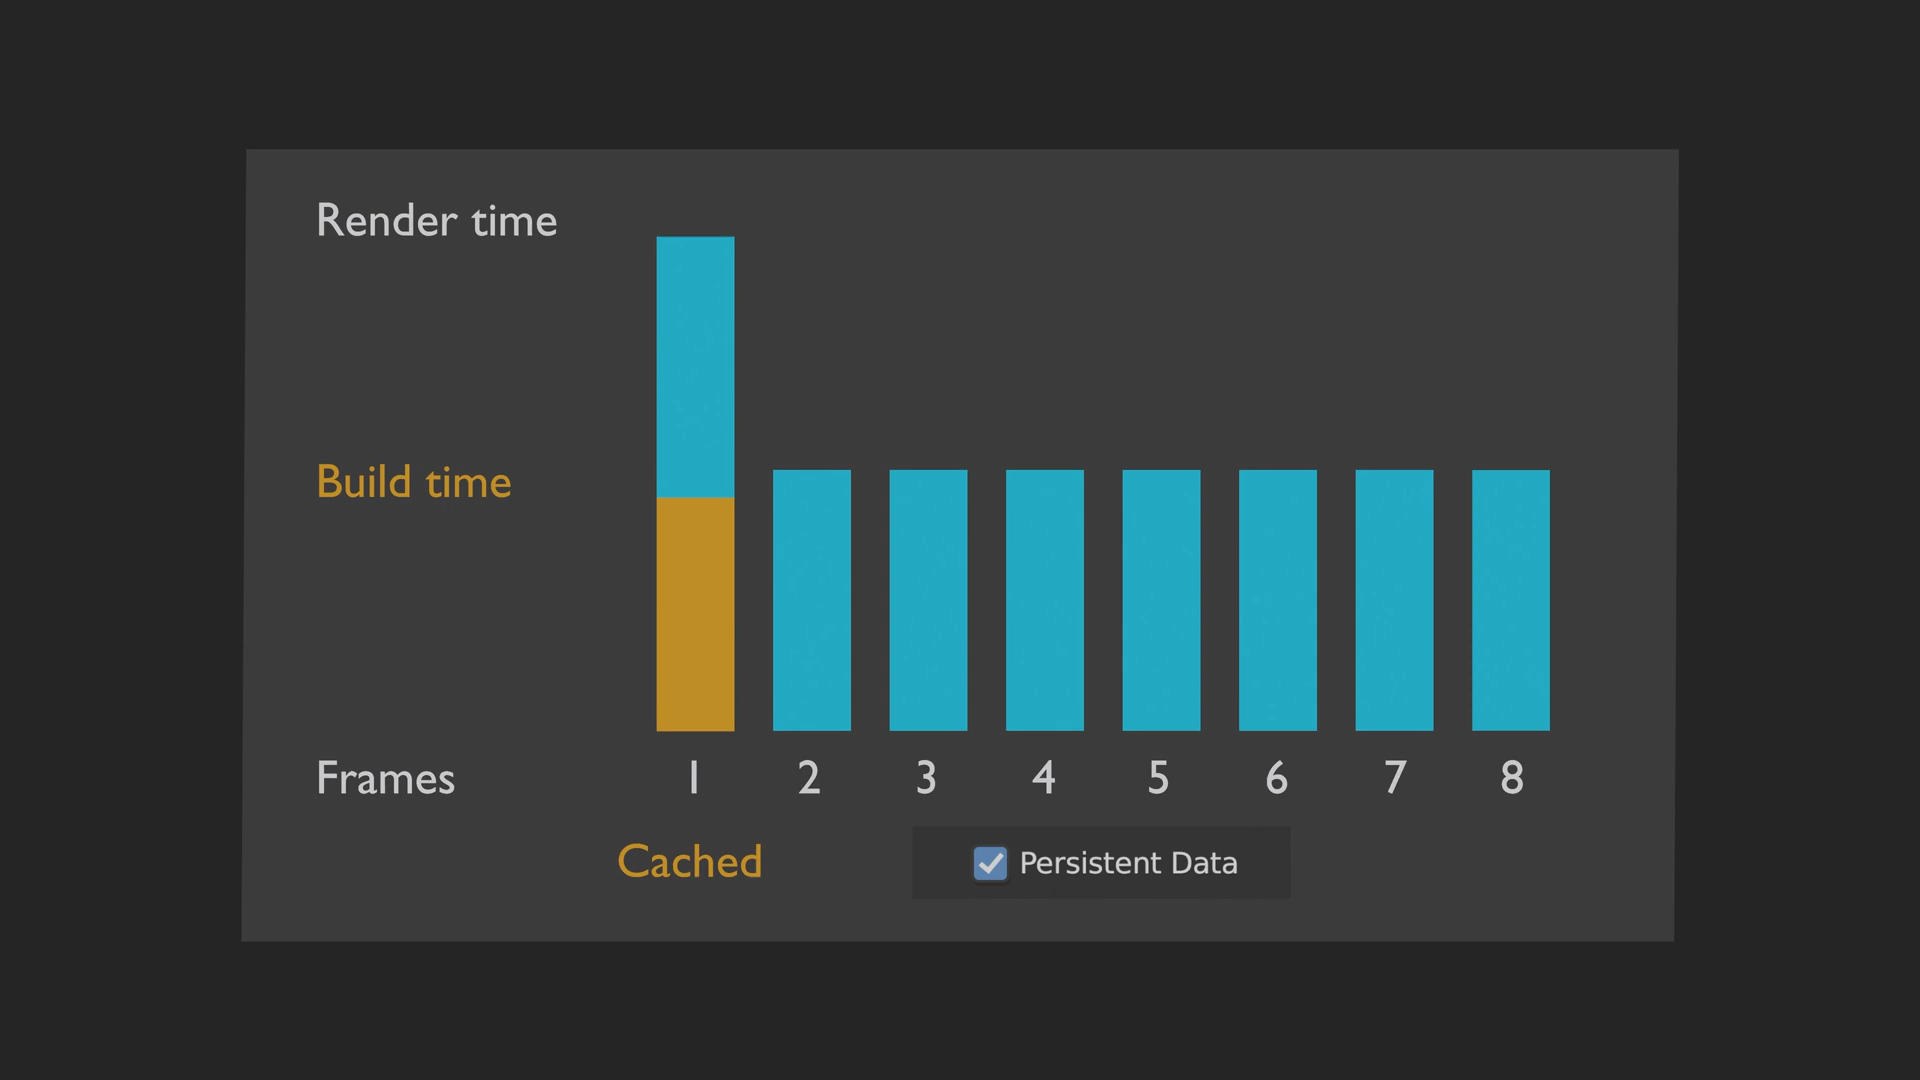 Render time
Build time
Frames 1 2 3 4 5 6 7 8
Cached
Persistent Data